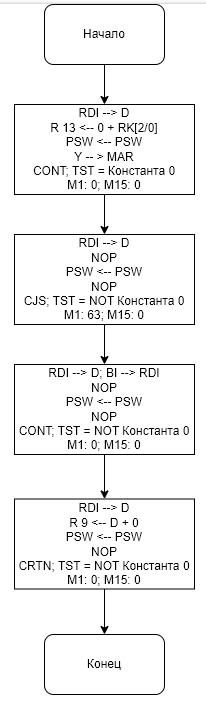 Начало
RDI --> D
R 13 <-- 0 + RK[2/0]
PSW <-- PSW
Y -- > MAR
CONT; TST = Константа 0
M1: 0; M15: 0
RDI --> D
NOP
PSW <-- PSW
NOP
CJS; TST = NOT Константа 0
M1: 63; M15: 0
RDI --> D; BI --> RDI
NOP
PSW <-- PSW
NOP
CONT; TST = NOT Константа 0
M1: 0; M15: 0
RDI --> D
R 9 <-- D + 0
PSW <-- PSW
NOP
CRTN; TST = NOT Константа 0
M1: 0; M15: 0
Конец